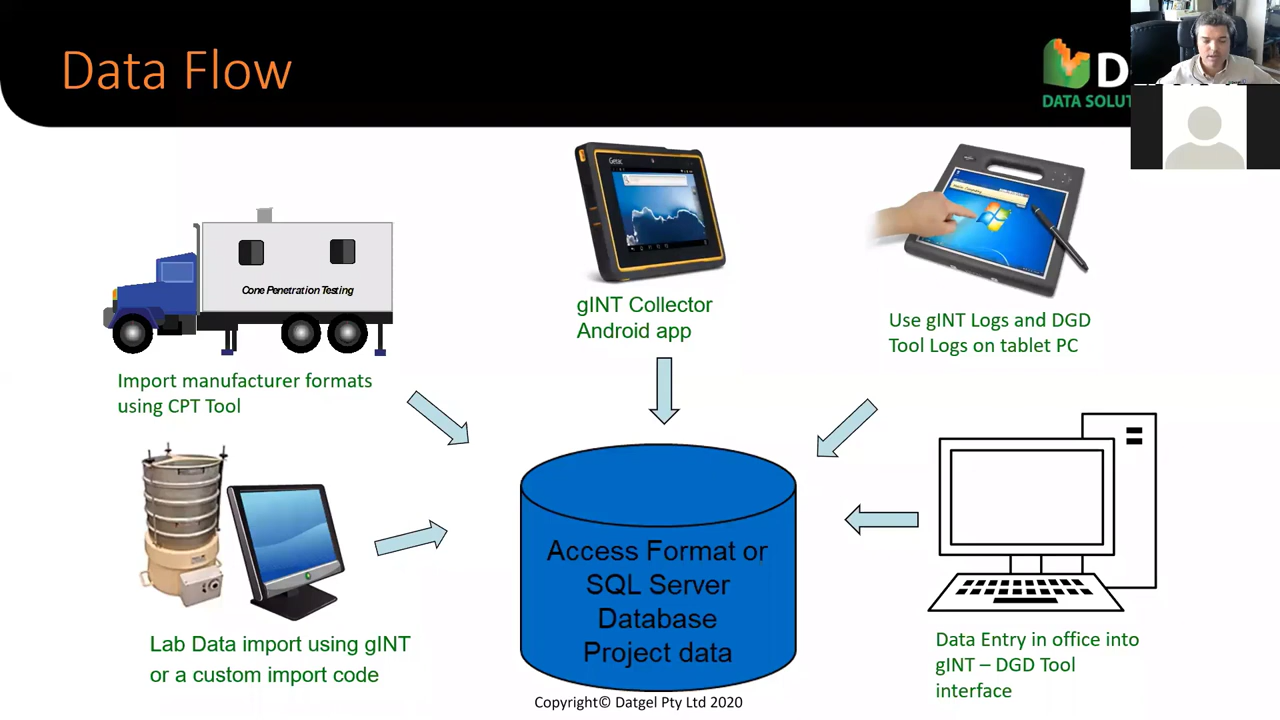 Data Flow
D
DATA SOLUT
Cone Penetration Testing
Getac
gINT Collector
Android app
Use gINT Logs and DGD
Tool Logs on tablet PC
Import manufacturer formats
using CPT Tool
Access Format or
SQL Server
Database
Project data
Lab Data import using gINT
or a custom import code
Data Entry in office into
gINT – DGD Tool
interface
Copyright© Datgel Pty Ltd 2020